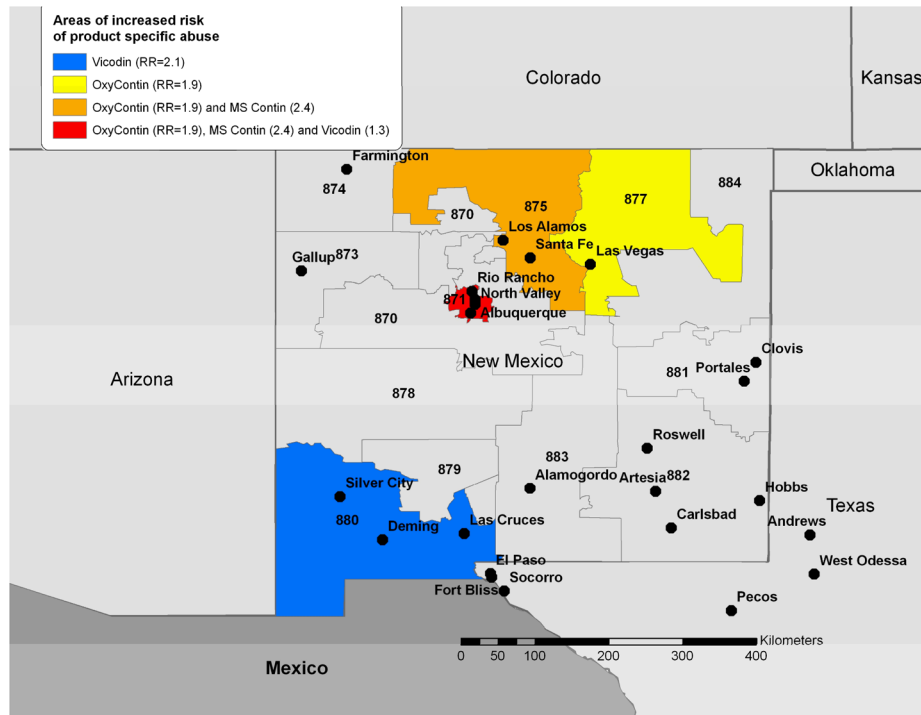 Areas of increased risk
of product specific abuse
Vicodin (RR=2.1)
OxyContin (RR=1.9)
OxyContin (RR=1.9) and MS Contin (2.4)
OxyContin (RR=1.9), MS Contin (2.4) and Vicodin (1.3)
Colorado
Kansas
Oklahoma
Farmington
874
870
875
877
884
Los Alamos
Santa Fe
Las Vegas
Gallup
873
Rio Rancho
North Valley
871
Albuquerque
870
New Mexico
Arizona
Clovis
881
Portales
878
Roswell
883
879
Alamogordo
Artesia
882
Silver City
Hobbs
880
Las Cruces
Deming
Carlsbad
Texas
Andrews
El Paso
Socorro
Fort Bliss
West Odessa
Pecos
Kilometers
0 50 100 200 300 400
Mexico